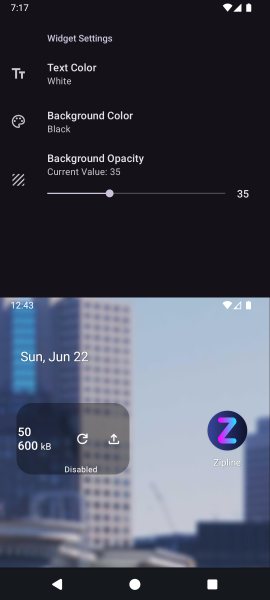 7:17
Widget Settings
Text Color
White
Background Color
Black
Background Opacity
Current Value: 35
35
12:43
Sun, Jun 22
50
600 kB
Disabled
Zipline